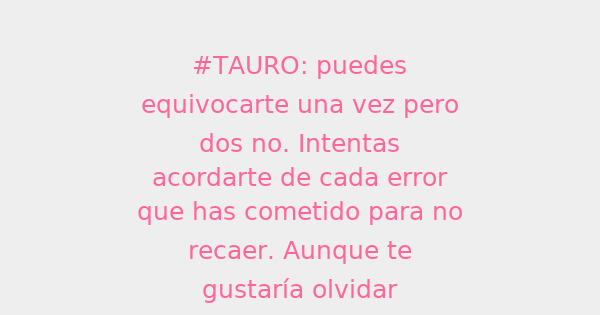 #TAURO: puedes
equivocarte una vez pero
dos no. Intentas
acordarte de cada error
que has cometido para no
recaer. Aunque te
gustaría olvidar